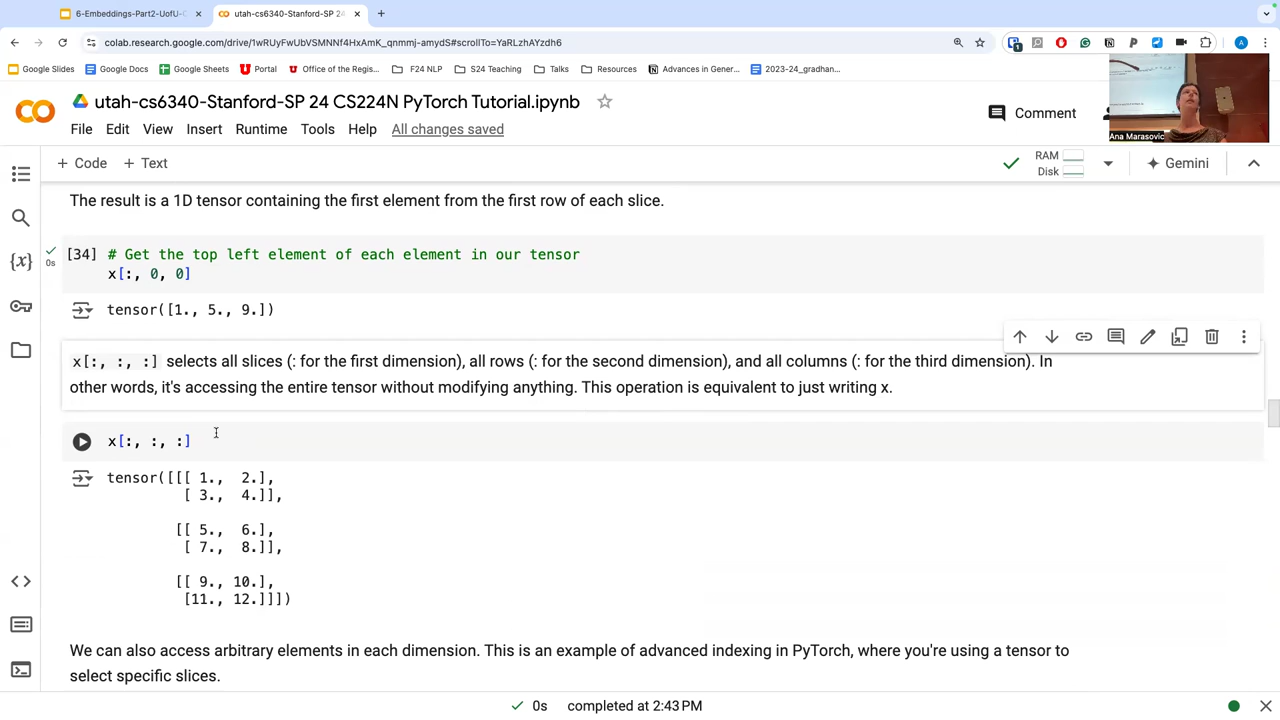 6-Embeddings-Part2-UofU-C
utah-cs6340-Stanford-SP 24
colab.research.google.com/drive/1wRUyFwUbVSMNNf4HxAmK_qnmmj-amydS#scrollTo=YaRLzhAYzdh6
Google Slides
Google Docs
Google Sheets
Portal
Office of the Regis...
F24 NLP
S24 Teaching
Talks
Resources
Advances in Gener...
2023-24_gradhan...
utah-cs6340-Stanford-SP 24 CS224N PyTorch Tutorial.ipynb
Comment
Ana Marasovic
File Edit View Insert Runtime Tools Help All changes saved
+ Code + Text
RAM
Disk
Gemini
The result is a 1D tensor containing the first element from the first row of each slice.
[34] # Get the top left element of each element in our tensor
0s
x[:, 0, 0]
tensor([1., 5., 9.])
x[:, :, :] selects all slices (: for the first dimension), all rows (: for the second dimension), and all columns (: for the third dimension). In
other words, it's accessing the entire tensor without modifying anything. This operation is equivalent to just writing x.
x[:, :, :]
tensor([[[ 1., 2.],
[ 3., 4.]],
[[ 5., 6.],
[ 7., 8.]],
[[ 9., 10.],
[11., 12.]]])
We can also access arbitrary elements in each dimension. This is an example of advanced indexing in PyTorch, where you're using a tensor to
select specific slices.
0s completed at 2:43 PM